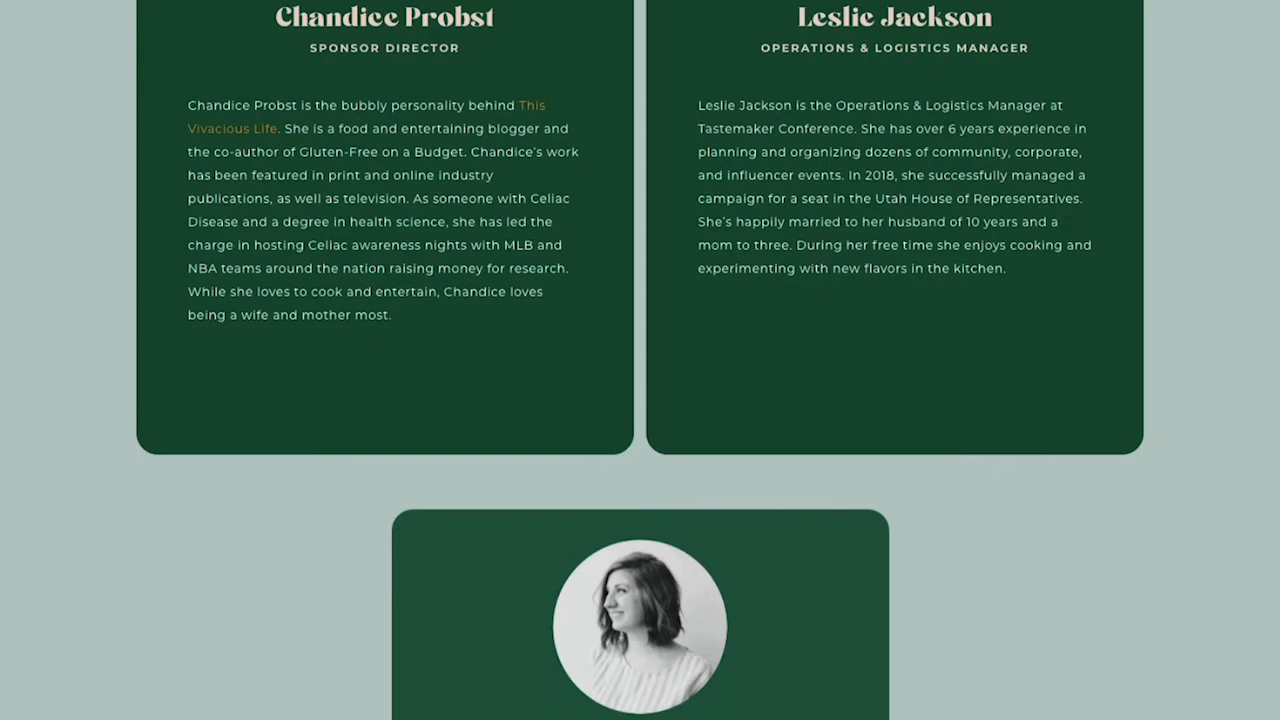 Chandice Probst
SPONSOR DIRECTOR
Chandice Probst is the bubbly personality behind This
Vivacious Life. She is a food and entertaining blogger and
the co-author of Gluten-Free on a Budget. Chandice's work
has been featured in print and online industry
publications, as well as television. As someone with Celiac
Disease and a degree in health science, she has led the
charge in hosting Celiac awareness nights with MLB and
NBA teams around the nation raising money for research.
While she loves to cook and entertain, Chandice loves
being a wife and mother most.
Leslie Jackson
OPERATIONS & LOGISTICS MANAGER
Leslie Jackson is the Operations & Logistics Manager at
Tastemaker Conference. She has over 6 years experience in
planning and organizing dozens of community, corporate,
and influencer events. In 2018, she successfully managed a
campaign for a seat in the Utah House of Representatives.
She's happily married to her husband of 10 years and a
mom to three. During her free time she enjoys cooking and
experimenting with new flavors in the kitchen.